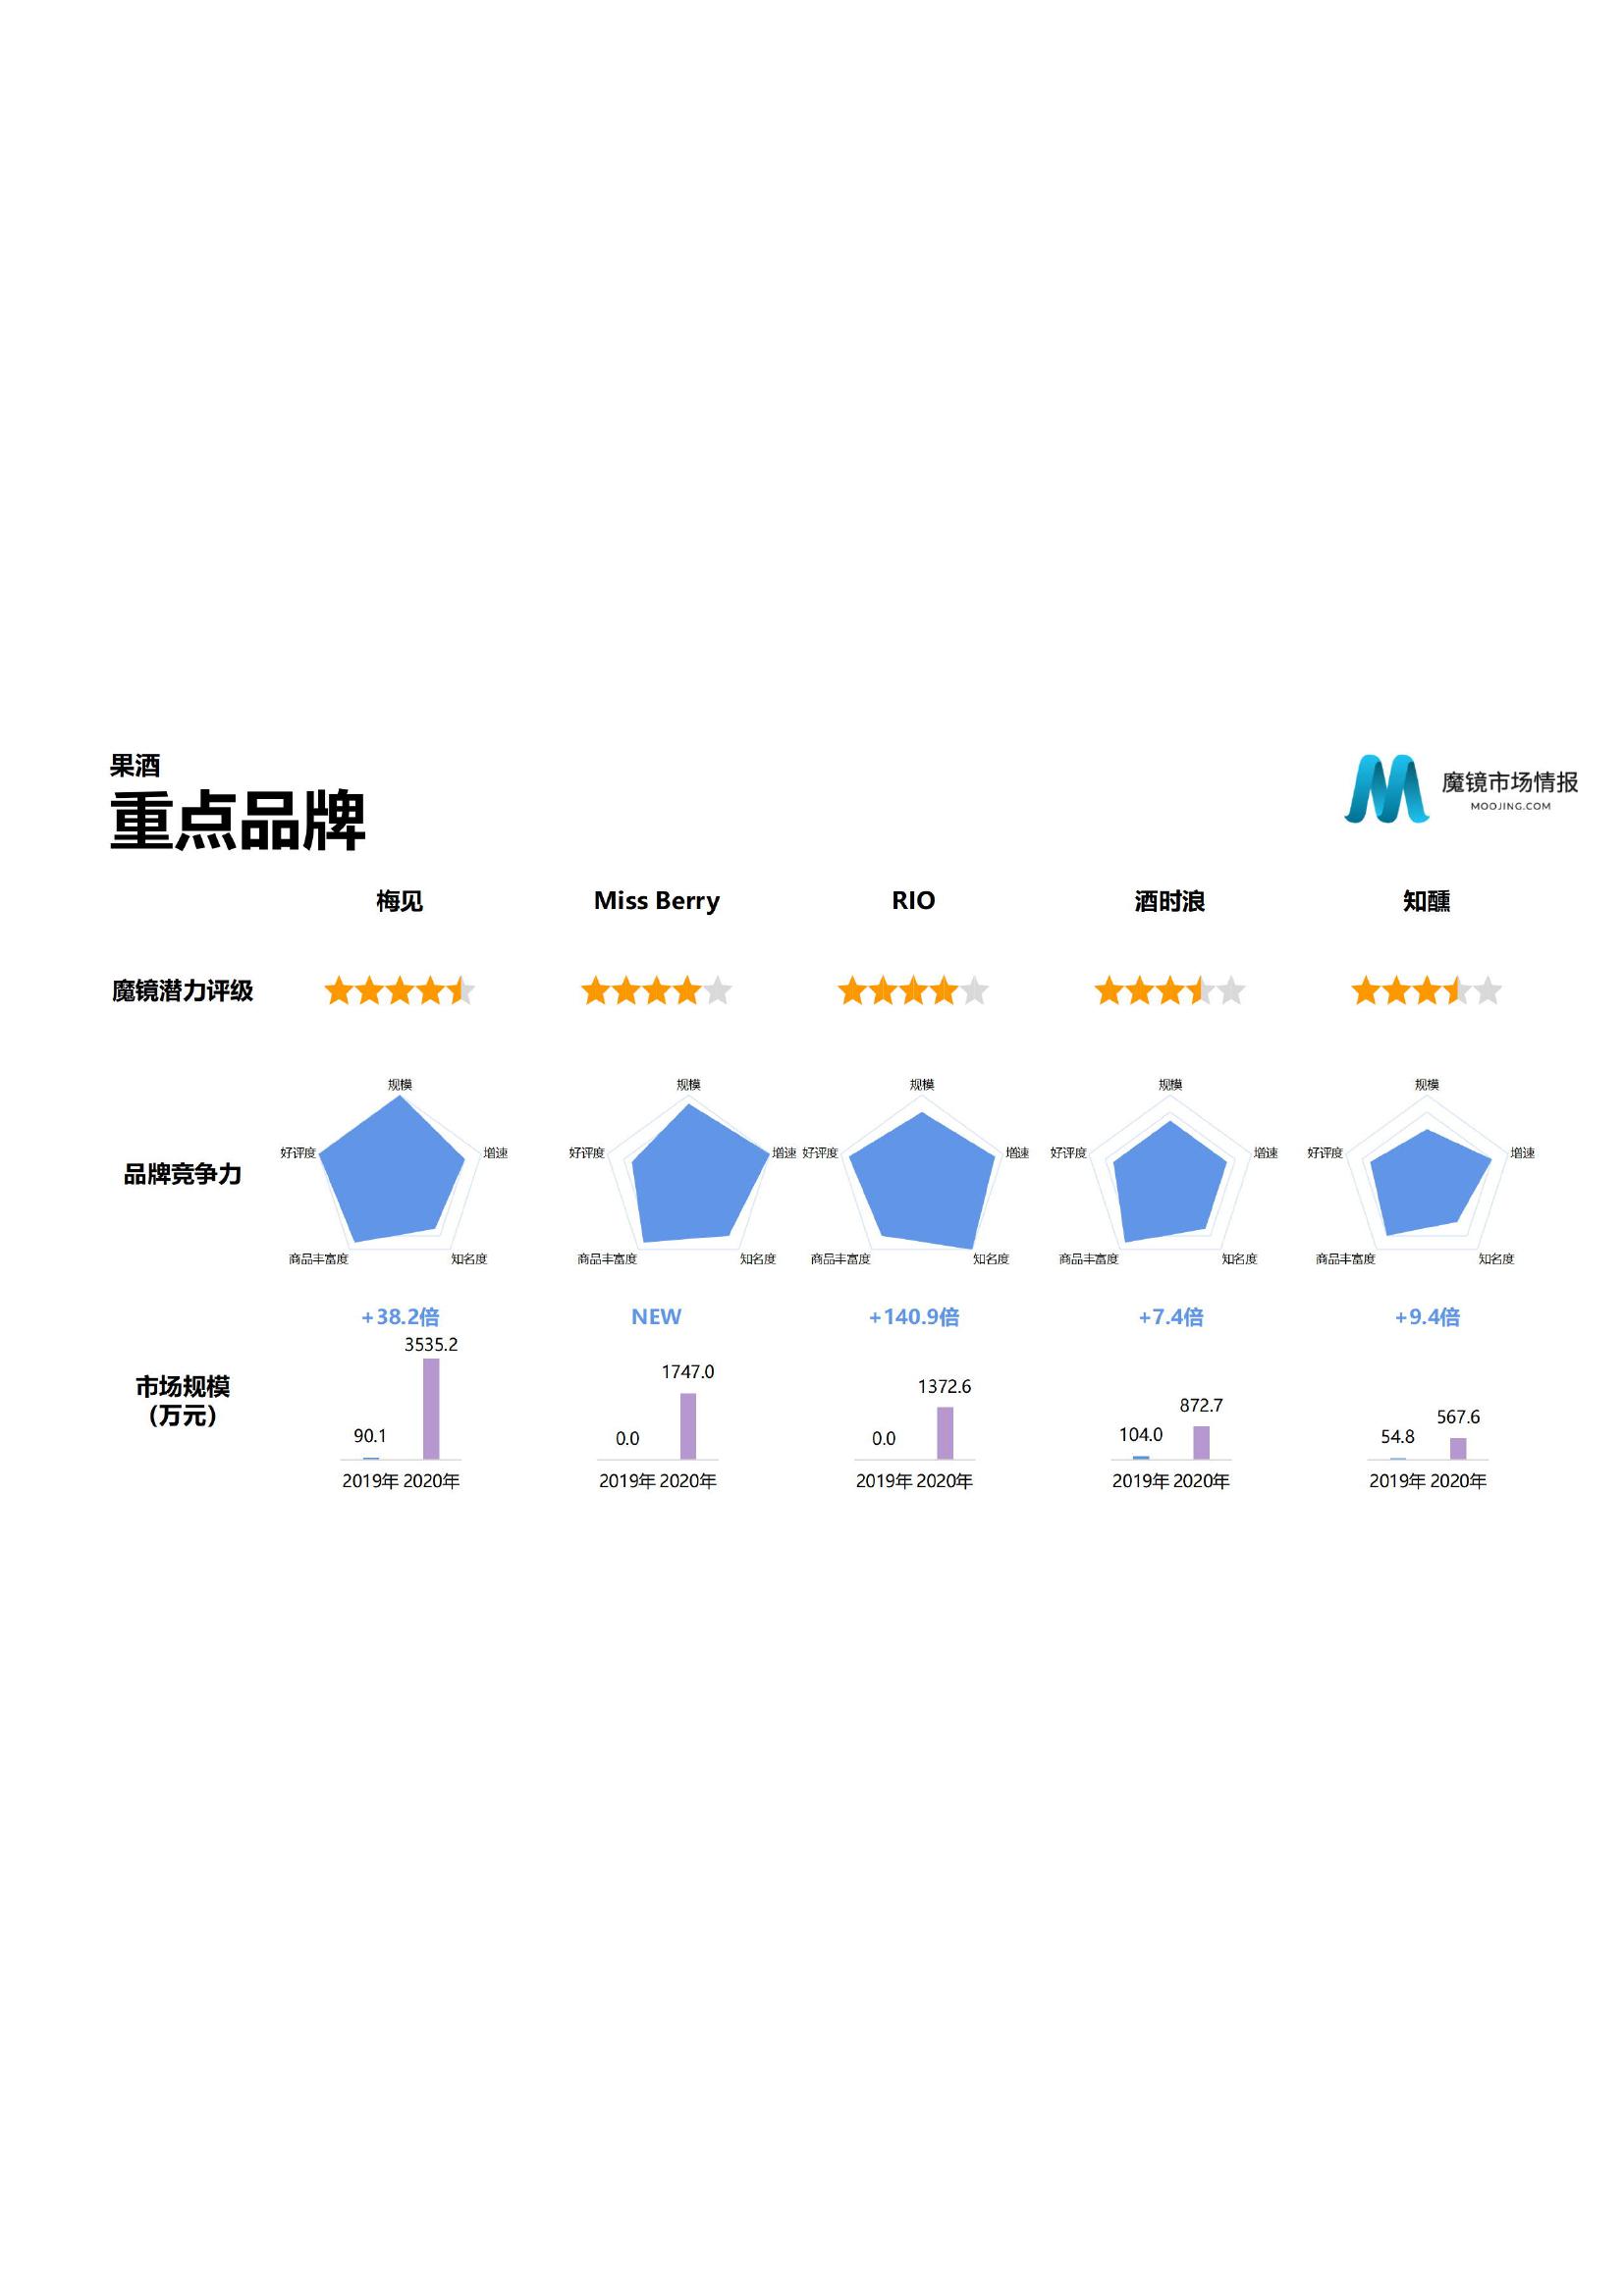 果酒
重点品牌
魔镜市场情报
MOOJING.COM
梅见 Miss Berry RIO 酒时浪 知醺
魔镜潜力评级
品牌竞争力
规模 增速 知名度 商品丰富度 好评度
规模 增速 知名度 商品丰富度 好评度
规模 增速 知名度 商品丰富度 好评度
规模 增速 知名度 商品丰富度 好评度
规模 增速 知名度 商品丰富度 好评度
市场规模
（万元）
+38.2倍 NEW +140.9倍 +7.4倍 +9.4倍
90.1 3535.2
2019年 2020年
0.0 1747.0
2019年 2020年
0.0 1372.6
2019年 2020年
104.0 872.7
2019年 2020年
54.8 567.6
2019年 2020年